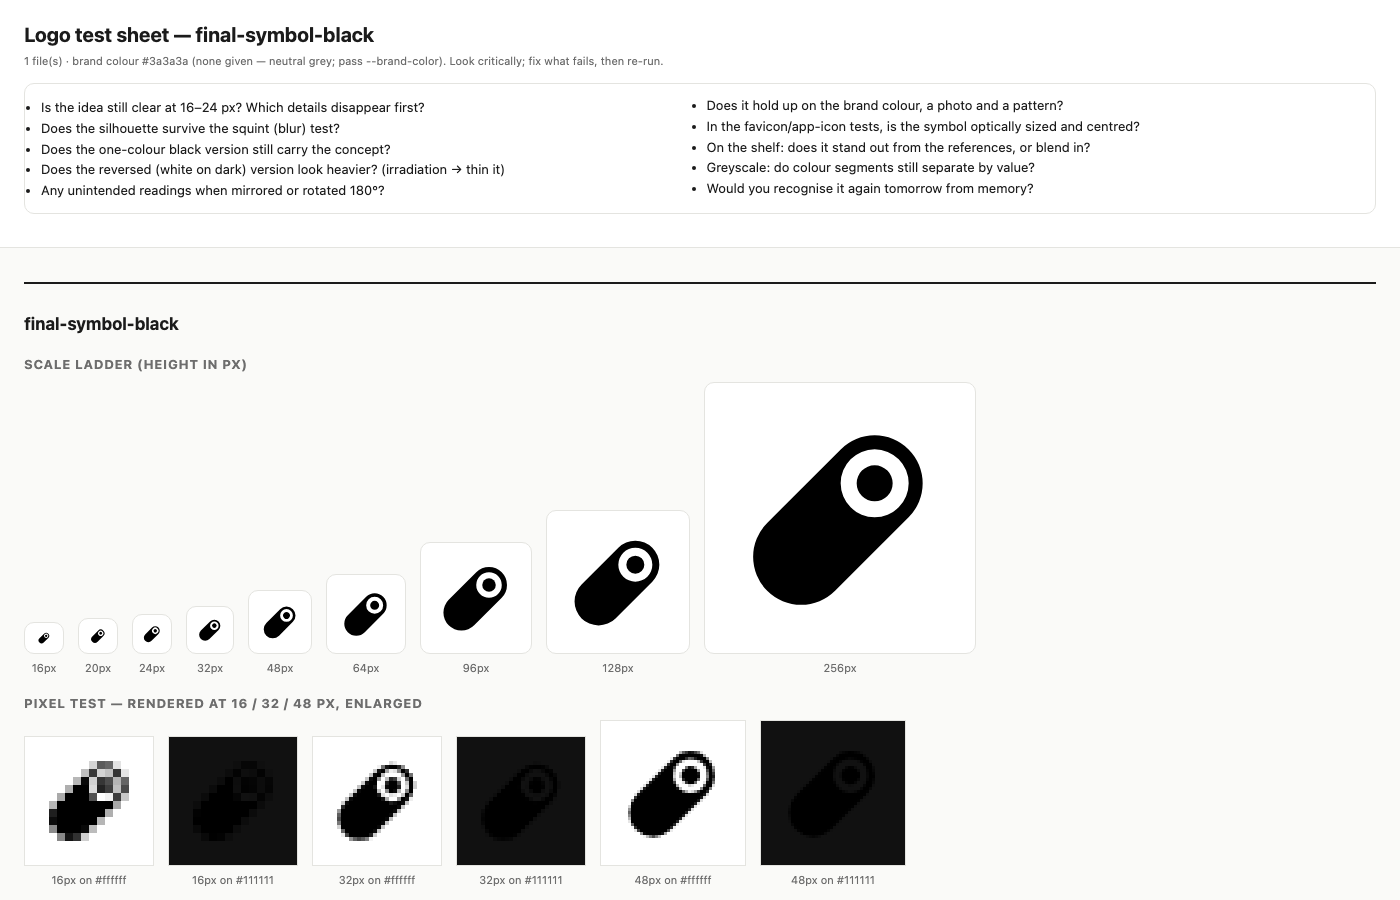 Logo test sheet — final-symbol-black
1 file(s) · brand colour #3a3a3a (none given — neutral grey; pass --brand-color). Look critically; fix what fails, then re-run.
Is the idea still clear at 16–24 px? Which details disappear first?
Does the silhouette survive the squint (blur) test?
Does the one-colour black version still carry the concept?
Does the reversed (white on dark) version look heavier? (irradiation → thin it)
Any unintended readings when mirrored or rotated 180°?
Does it hold up on the brand colour, a photo and a pattern?
In the favicon/app-icon tests, is the symbol optically sized and centred?
On the shelf: does it stand out from the references, or blend in?
Greyscale: do colour segments still separate by value?
Would you recognise it again tomorrow from memory?
final-symbol-black
SCALE LADDER (HEIGHT IN PX)
16px 20px 24px 32px 48px 64px 96px 128px 256px
PIXEL TEST — RENDERED AT 16 / 32 / 48 PX, ENLARGED
16px on #ffffff 16px on #111111 32px on #ffffff 32px on #111111 48px on #ffffff 48px on #111111